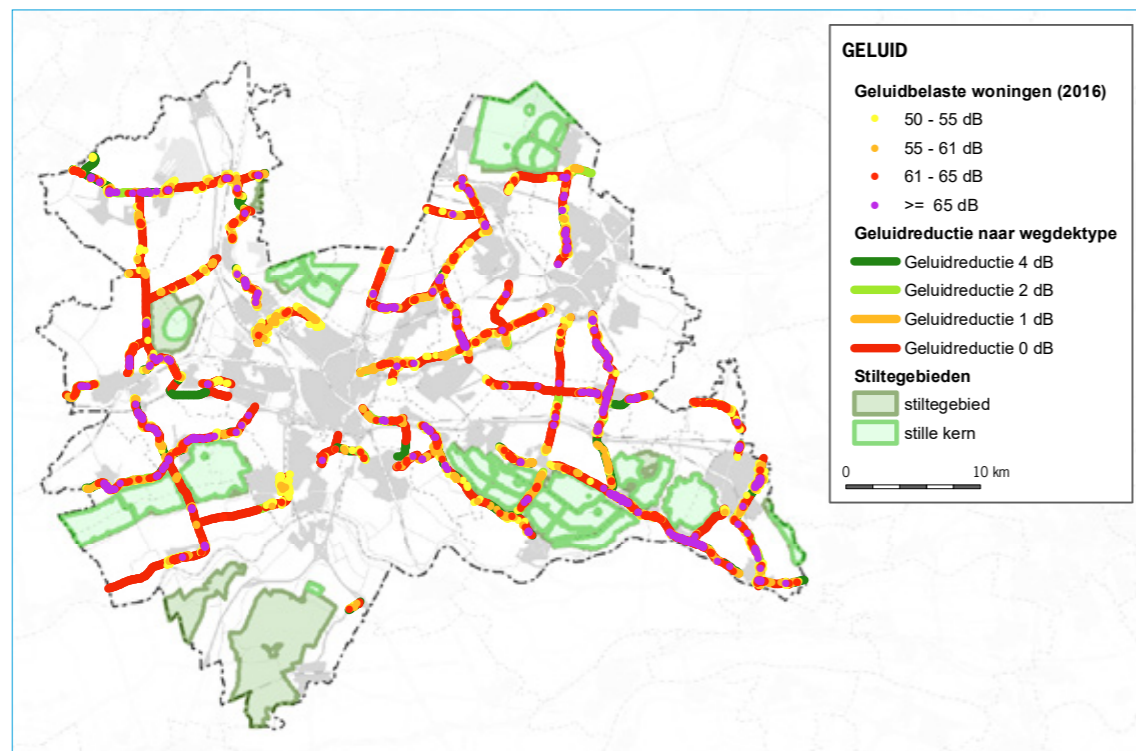 GELUID
Geluidbelaste woningen (2016)
50 - 55 dB
55 - 61 dB
61 - 65 dB
>= 65 dB
Geluidreductie naar wegdektype
Geluidreductie 4 dB
Geluidreductie 2 dB
Geluidreductie 1 dB
Geluidreductie 0 dB
Stiltegebieden
stiltegebied
stille kern
0 10 km